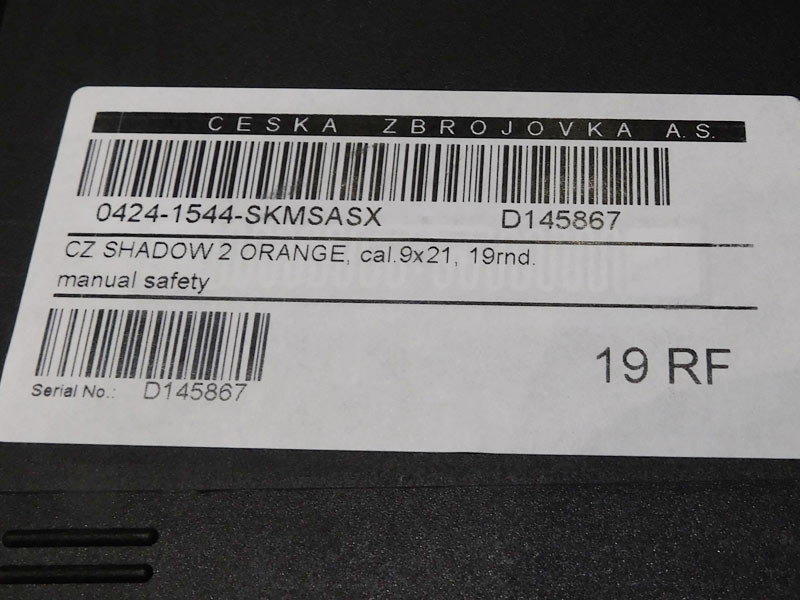 CESKA ZBROJOVKA A.S.
0424-1544-SKMSASX D145867
CZ SHADOW 2 ORANGE, cal.9x21, 19rnd.
manual safety
Serial No.: D145867
19 RF